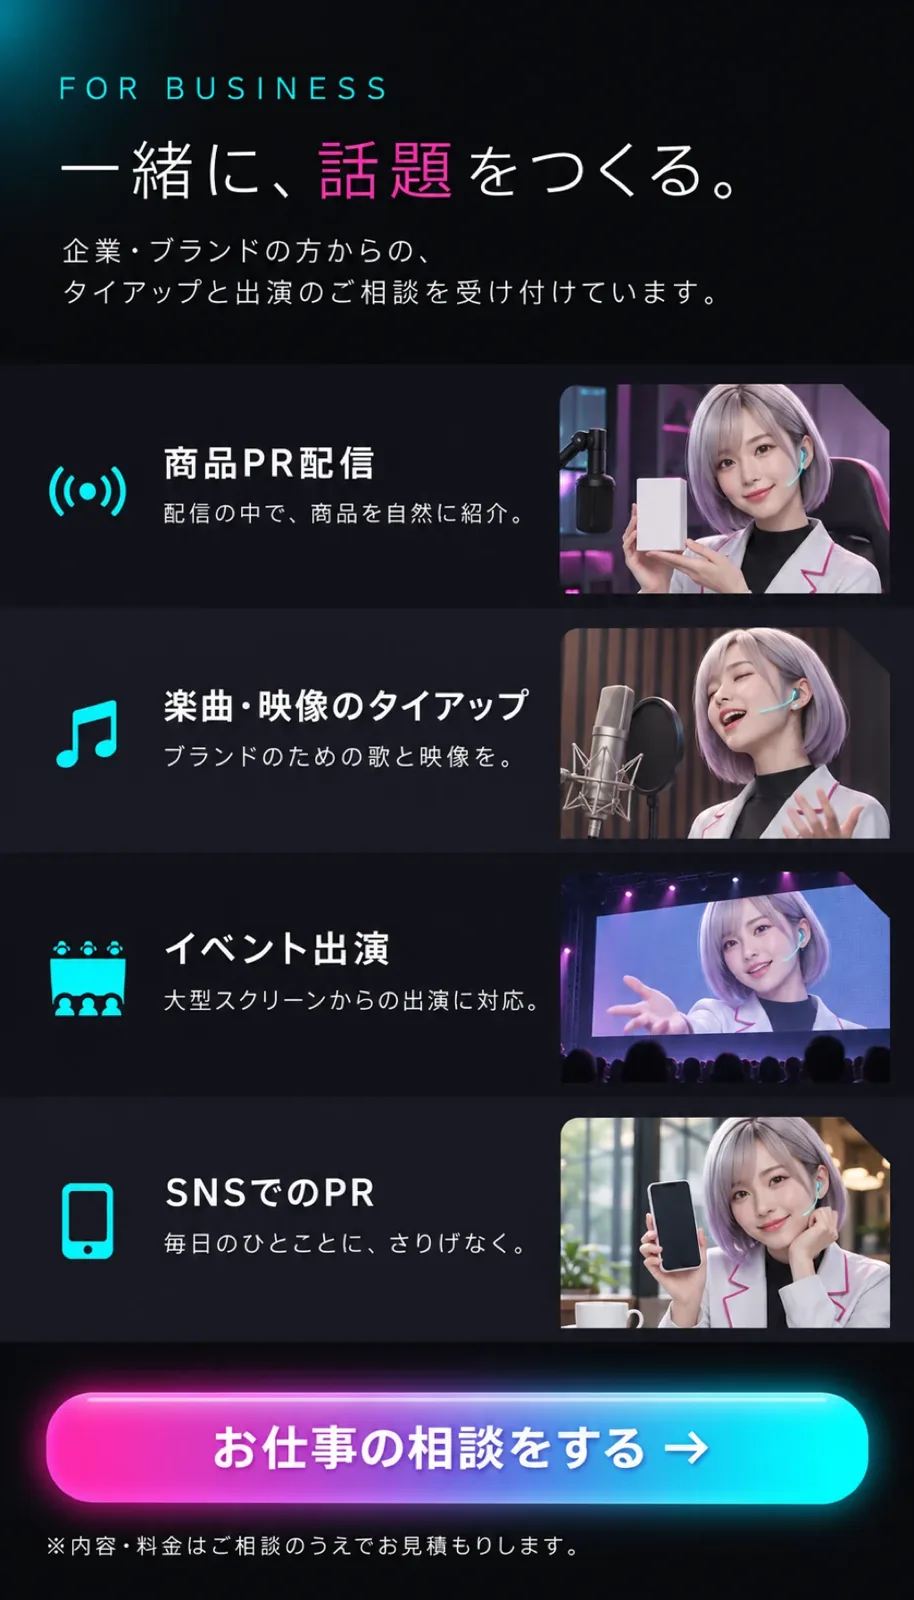 FOR BUSINESS
一緒に、話題をつくる。
企業・ブランドの方からの、
タイアップと出演のご相談を受け付けています。
商品PR配信
配信の中で、商品を自然に紹介。
楽曲・映像のタイアップ
ブランドのための歌と映像を。
イベント出演
大型スクリーンからの出演に対応。
SNSでのPR
毎日のひとことに、さりげなく。
お仕事の相談をする →
※内容・料金はご相談のうえでお見積もりします。